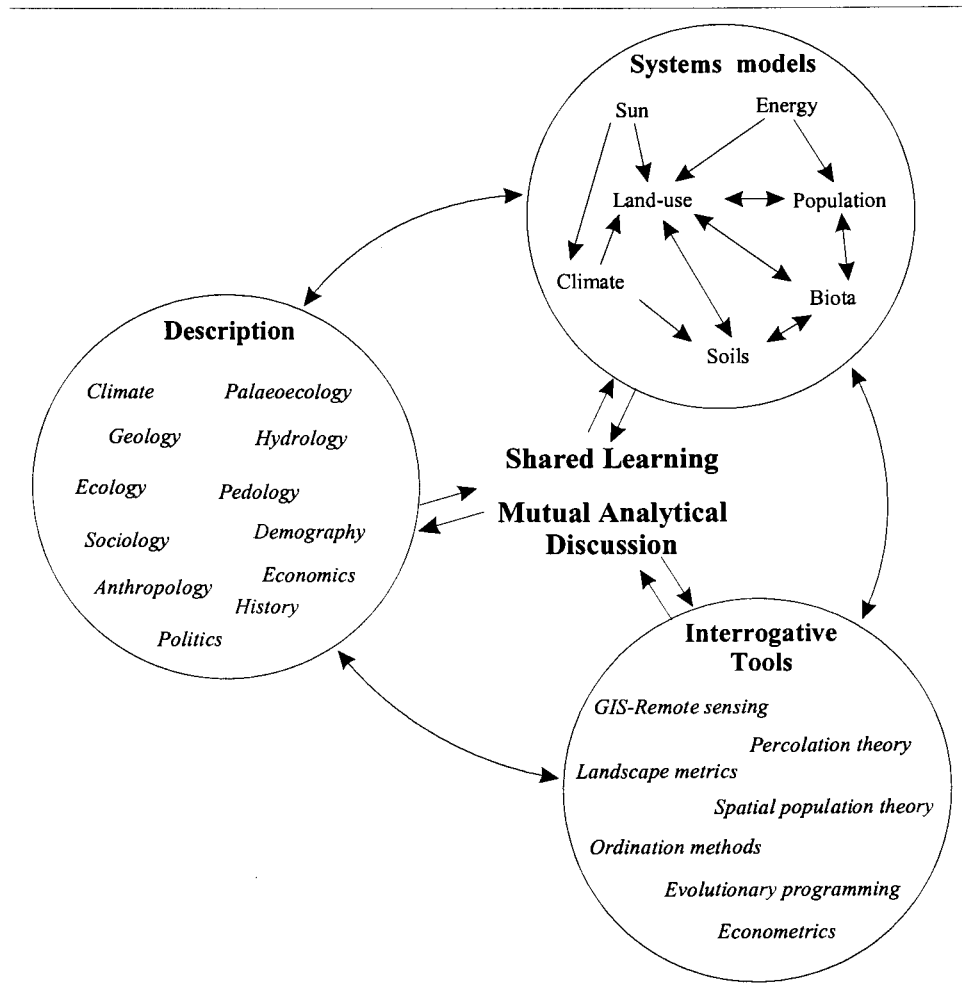 Systems models
Sun
Energy
Land-use
Population
Climate
Biota
Soils
Description
Climate
Palaeoecology
Geology
Hydrology
Ecology
Pedology
Sociology
Demography
Anthropology
Economics
History
Politics
Shared Learning
Mutual Analytical
Discussion
Interrogative
Tools
GIS-Remote sensing
Percolation theory
Landscape metrics
Spatial population theory
Ordination methods
Evolutionary programming
Econometrics